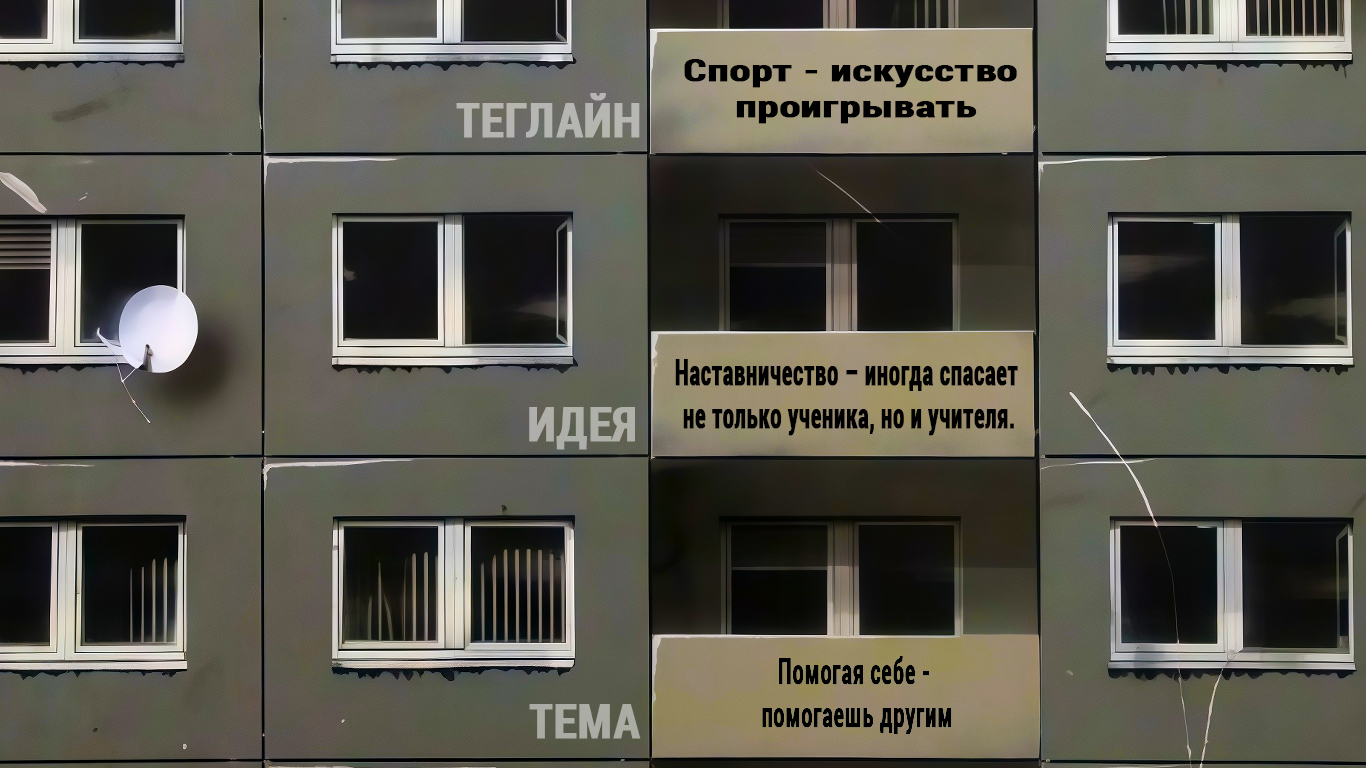 Спорт - искусство
проигрывать
ТЕГЛАЙН
Наставничество – иногда спасает
не только ученика, но и учителя.
ИДЕЯ
Помогая себе -
помогаешь другим
ТЕМА